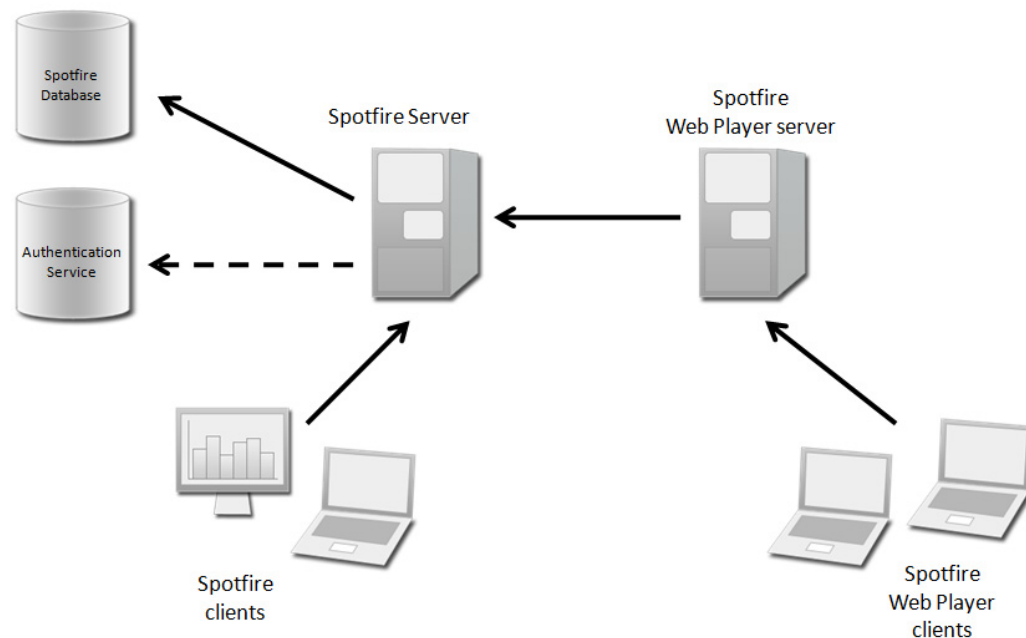 Spotfire
Database
Spotfire Server
Spotfire
Web Player server
Authentication
Service
Spotfire
clients
Spotfire
Web Player
clients